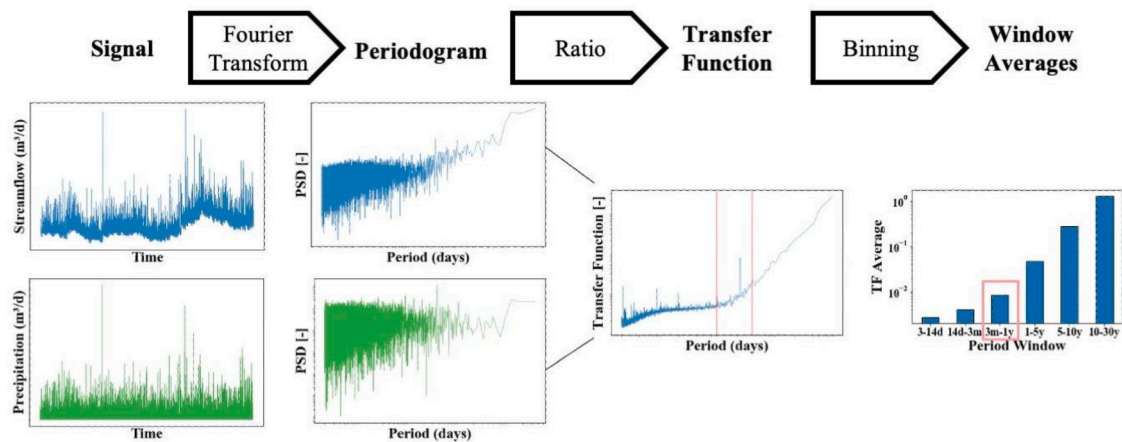 Signal
Fourier
Transform
Periodogram
Ratio
Transfer
Function
Binning
Window
Averages
Streamflow (m³/d)
Time
PSD [-]
Period (days)
Precipitation (m³/d)
Time
PSD [-]
Period (days)
Transfer Function [-]
Period (days)
TF Average
10⁰
10⁻¹
10⁻²
3-14d 14d-3m 3m-1y 1-5y 5-10y 10-30y
Period Window